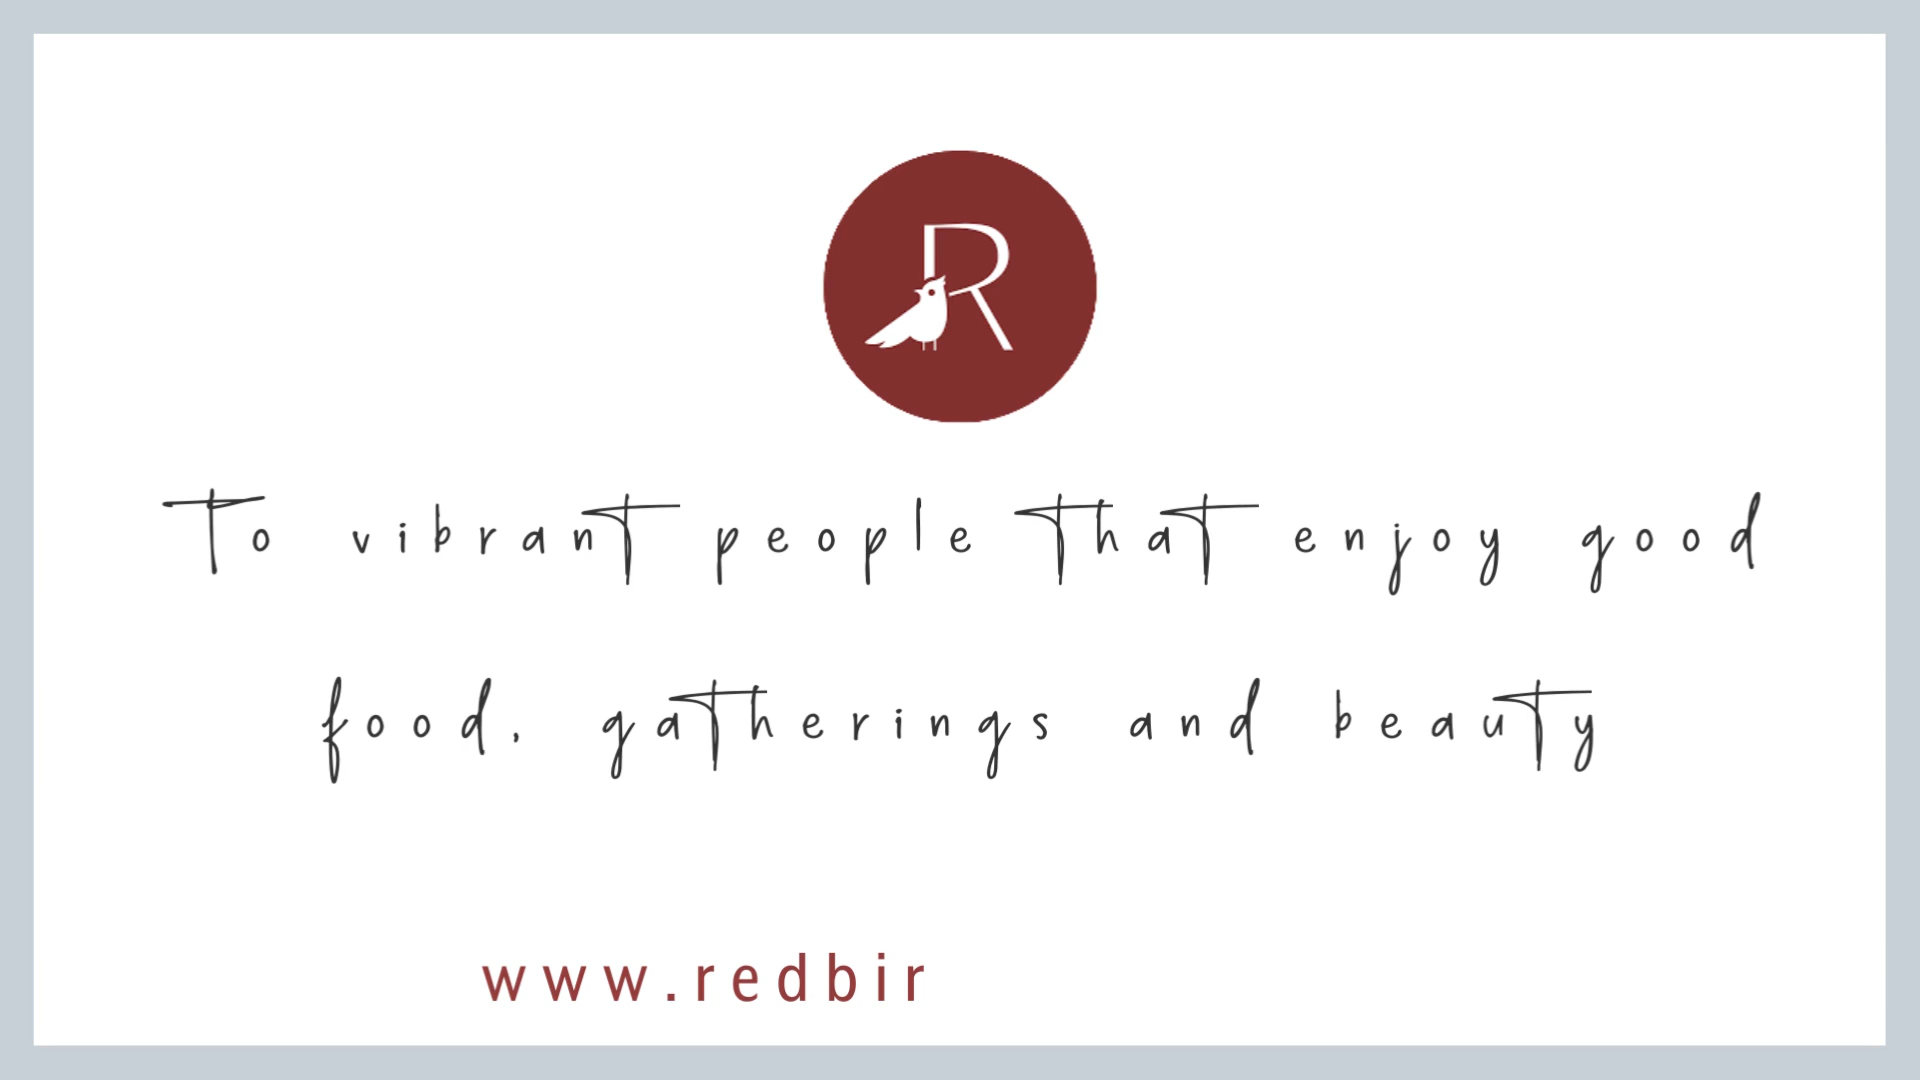 R
To vibrant people that enjoy good
food, gatherings and beauty
www.redbir